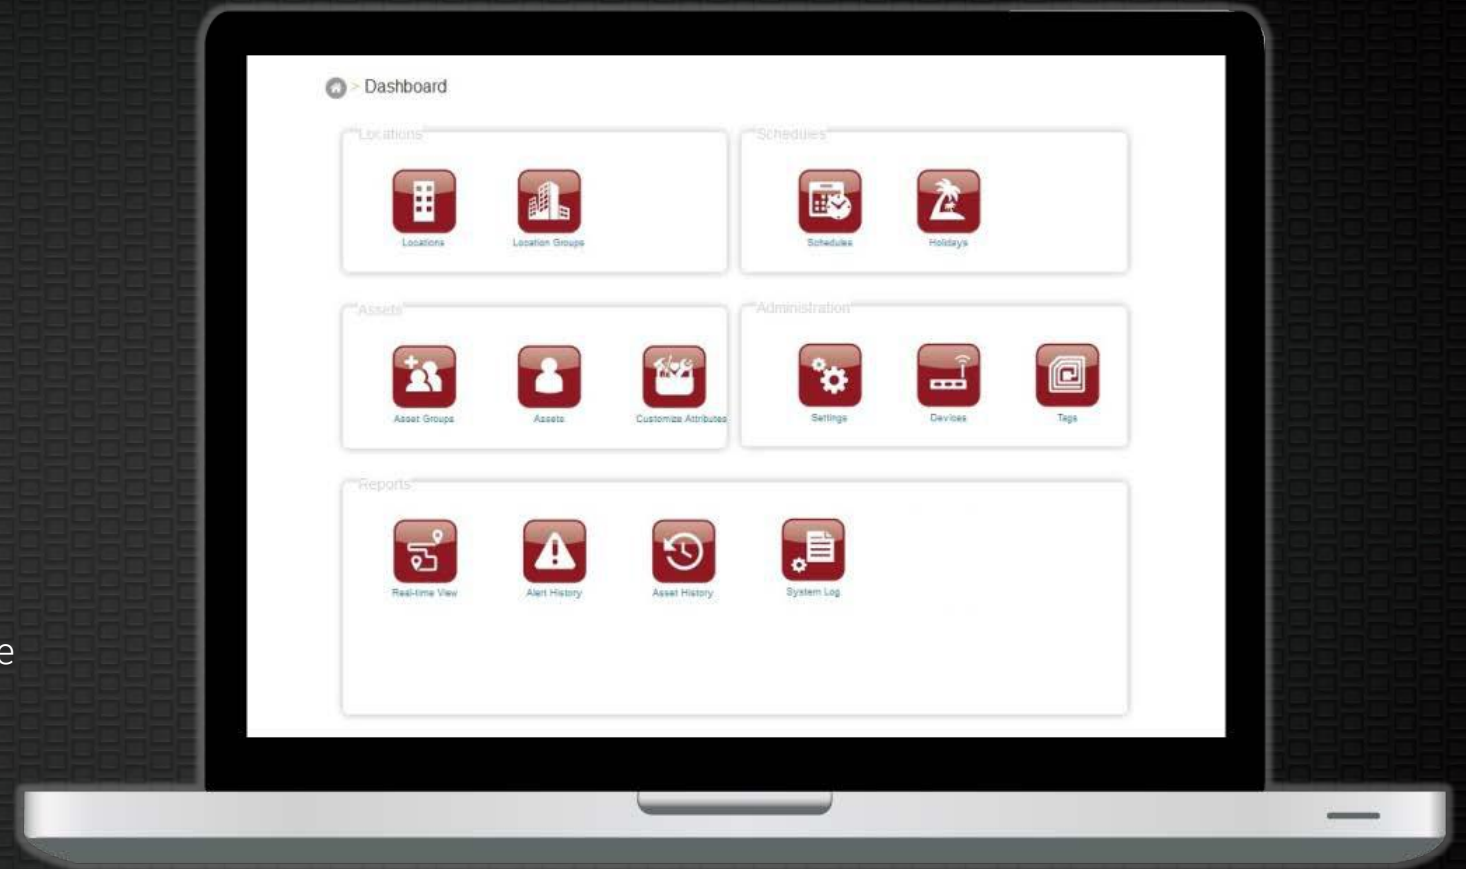 > Dashboard
Locations
Locations
Location Groups
Schedules
Schedules
Holidays
Assets
Asset Groups
Assets
Customize Attributes
Administration
Settings
Devices
Tags
Reports
Real-time View
Alert History
Asset History
System Log
e